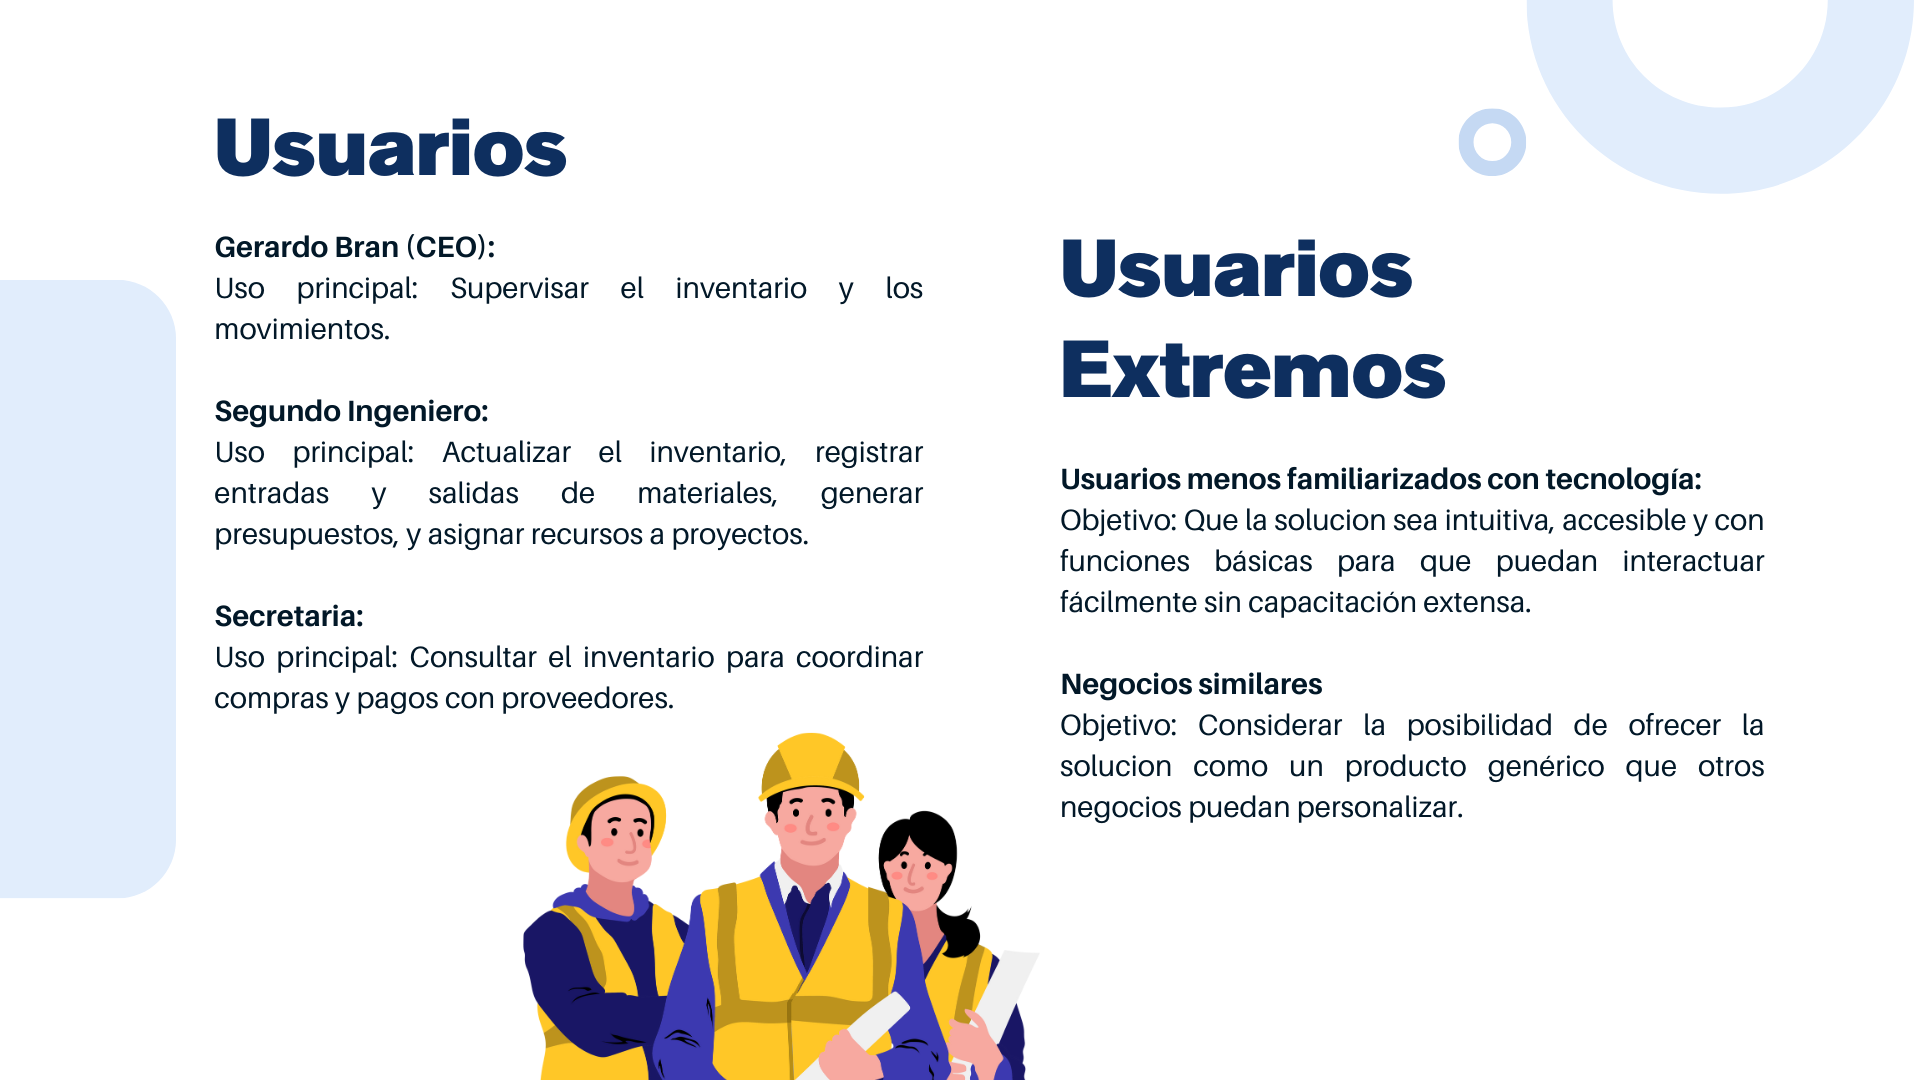 Usuarios
Gerardo Bran (CEO):
Uso principal: Supervisar el inventario y los
movimientos.
Segundo Ingeniero:
Uso principal: Actualizar el inventario, registrar
entradas y salidas de materiales, generar
presupuestos, y asignar recursos a proyectos.
Secretaria:
Uso principal: Consultar el inventario para coordinar
compras y pagos con proveedores.
Usuarios
Extremos
Usuarios menos familiarizados con tecnología:
Objetivo: Que la solucion sea intuitiva, accesible y con
funciones básicas para que puedan interactuar
fácilmente sin capacitación extensa.
Negocios similares
Objetivo: Considerar la posibilidad de ofrecer la
solucion como un producto genérico que otros
negocios puedan personalizar.